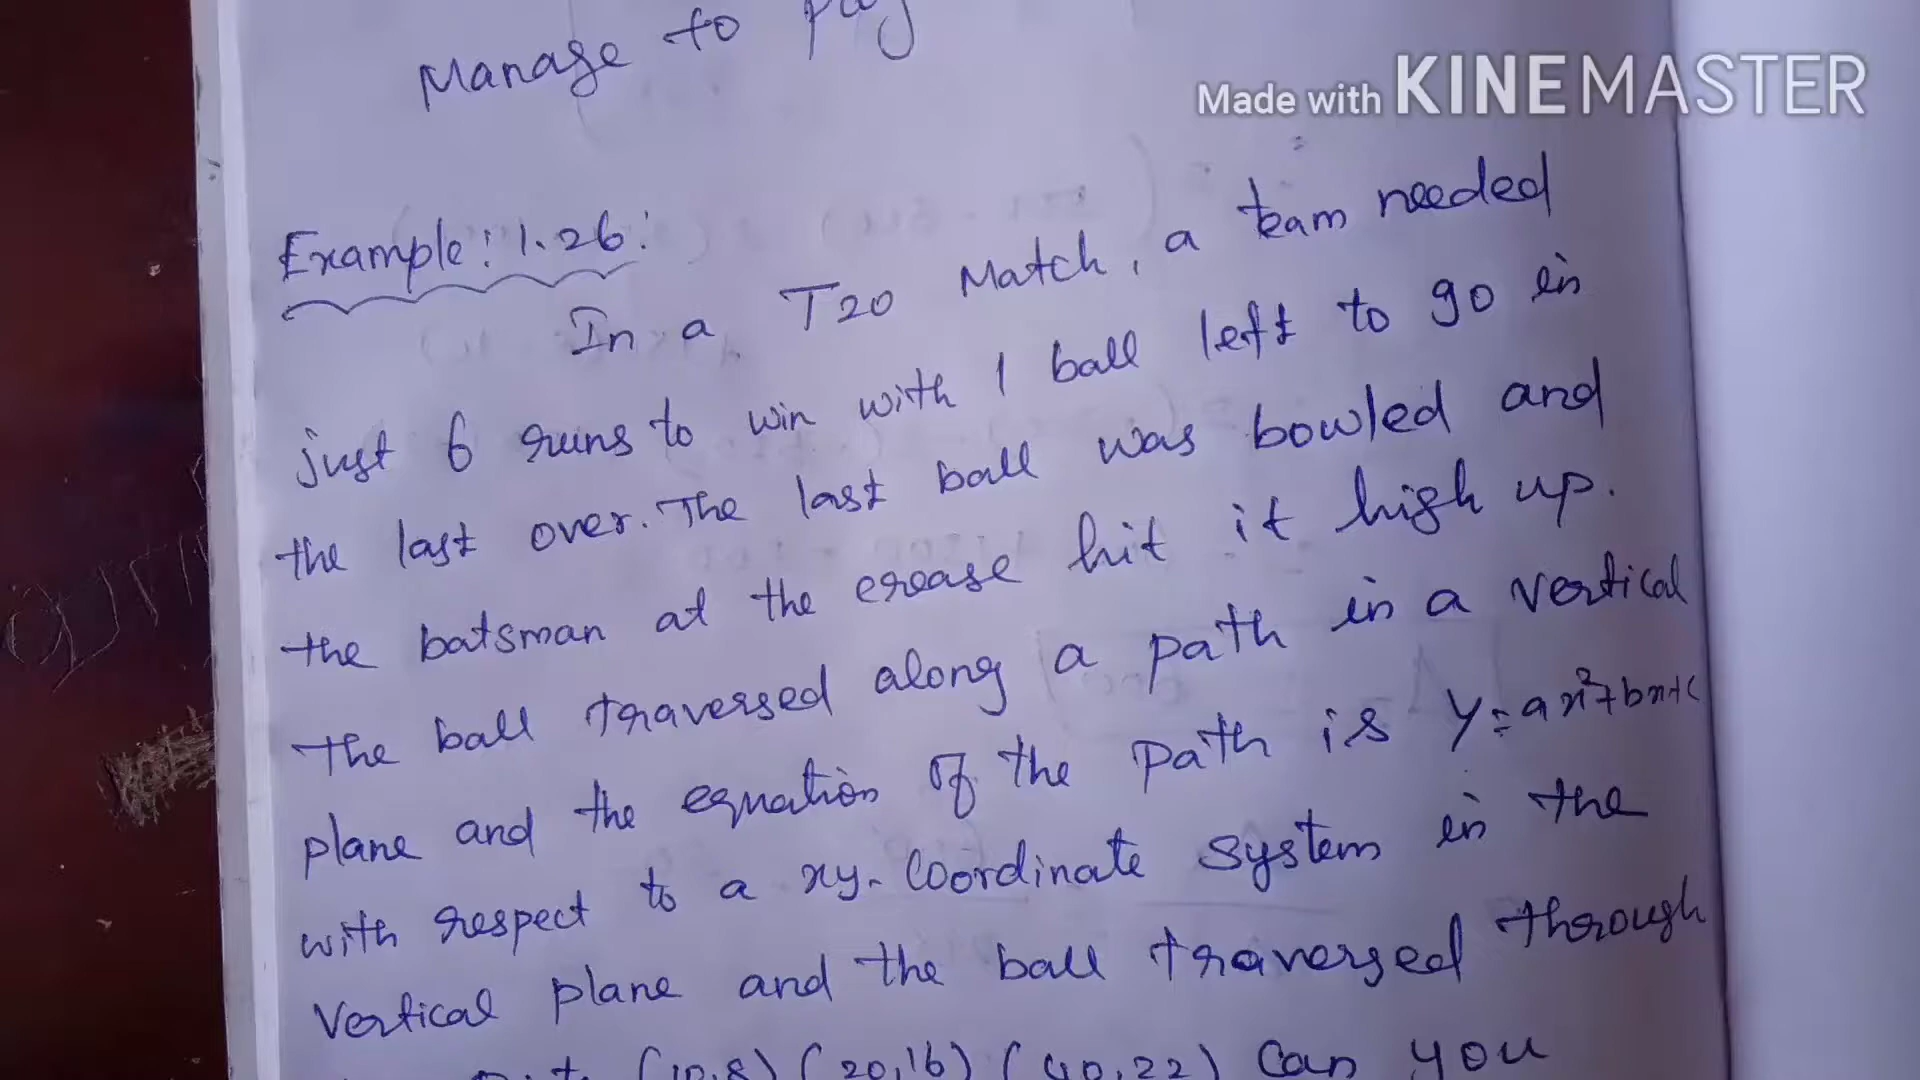 Manage to pay
Made with KINEMASTER
Example: 1.26:
In a T20 Match, a team needed
just 6 runs to win with 1 ball left to go in
the last over. The last ball was bowled and
the batsman at the crease hit it high up.
The ball traversed along a path in a vertical
plane and the equation of the path is y=ax²+bx+c
with respect to a xy-coordinate system in the
vertical plane and the ball traversed through
(10,8) (20,16) (40,22) Can you